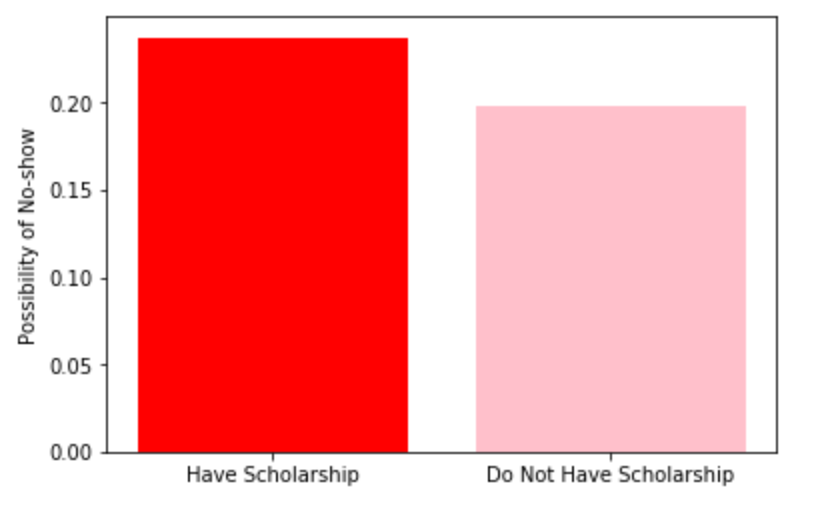 0.20
0.15
0.10
0.05
0.00
Possibility of No-show
Have Scholarship
Do Not Have Scholarship